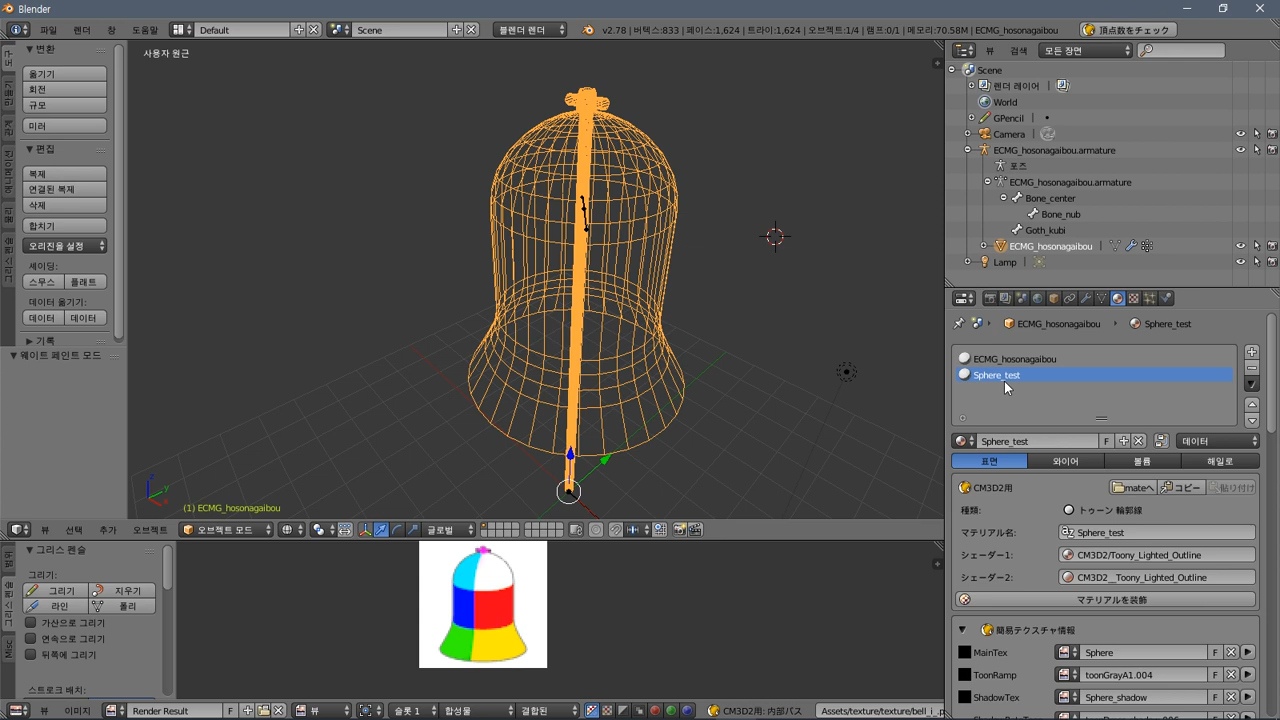 Blender
파일 렌더 창 도움말 Default Scene 블렌더 렌더 v2.78 | 버텍스:833 | 페이스:1,624 | 트라이:1,624 | 오브젝트:1/4 | 램프:0/1 | 메모리:70.58M | ECMG_hosonagaibou 頂点数をチェック
변환
옮기기
회전
규모
미러
편집
복제
연결된 복제
삭제
합치기
오리진을 설정
셰이딩:
스무스 플래트
데이터 옮기기:
데이터 데이터
기록
웨이트 페인트 모드
사용자 원근
(1) ECMG_hosonagaibou
뷰 선택 추가 오브젝트 오브젝트 모드 글로벌
그리스 펜슬
그리기:
그리기 지우기
라인 폴리
가산으로 그리기
연속으로 그리기
뒤쪽에 그리기
스트로크 배치:
Misc
뷰 이미지 Render Result F 뷰 슬롯 1 합성물 결합된 CM3D2用: 内部パス Assets/texture/texture/bell_i_.p
뷰 검색 모든 장면
Scene
렌더 레이어
World
GPencil
Camera
ECMG_hosonagaibou.armature
포즈
ECMG_hosonagaibou.armature
Bone_center
Bone_nub
Goth_kubi
ECMG_hosonagaibou
Lamp
ECMG_hosonagaibou Sphere_test
ECMG_hosonagaibou
Sphere_test
Sphere_test F 데이터
표면 와이어 볼륨 해일로
CM3D2用 mateへ コピー 貼り付け
種類: トゥーン 輪郭線
マテリアル名: Sphere_test
シェーダー1: CM3D2/Toony_Lighted_Outline
シェーダー2: CM3D2__Toony_Lighted_Outline
マテリアルを装飾
簡易テクスチャ情報
MainTex Sphere F
ToonRamp toonGrayA1.004 F
ShadowTex Sphere_shadow F